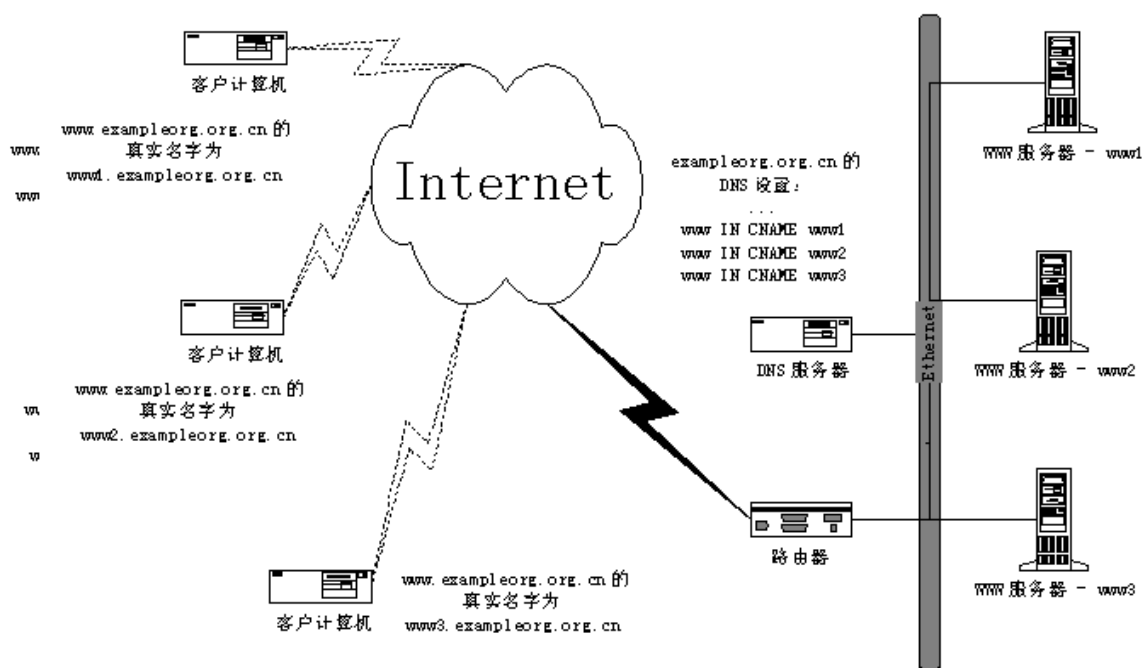 客户计算机
www.exampleorg.org.cn 的
真实名字为
www1.exampleorg.org.cn
www.
www
Internet
exampleorg.org.cn 的
DNS 设置:
...
www IN CNAME www1
www IN CNAME www2
www IN CNAME www3
WWW 服务器 - www1
客户计算机
www.exampleorg.org.cn 的
真实名字为
www2.exampleorg.org.cn
DNS 服务器
Ethernet
WWW 服务器 - www2
路由器
客户计算机
www.exampleorg.org.cn 的
真实名字为
www3.exampleorg.org.cn
WWW 服务器 - www3